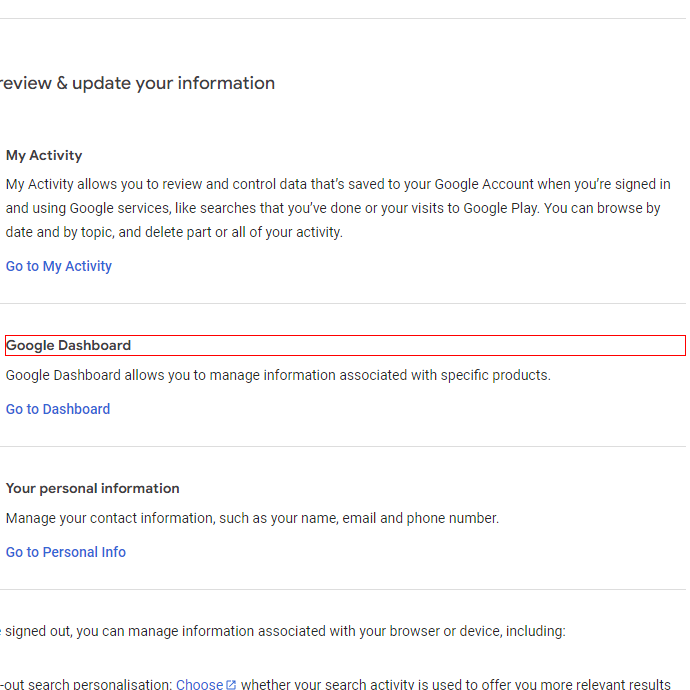 review & update your information
My Activity
My Activity allows you to review and control data that’s saved to your Google Account when you’re signed in
and using Google services, like searches that you’ve done or your visits to Google Play. You can browse by
date and by topic, and delete part or all of your activity.
Go to My Activity
Google Dashboard
Google Dashboard allows you to manage information associated with specific products.
Go to Dashboard
Your personal information
Manage your contact information, such as your name, email and phone number.
Go to Personal Info
signed out, you can manage information associated with your browser or device, including:
-out search personalisation: Choose whether your search activity is used to offer you more relevant results